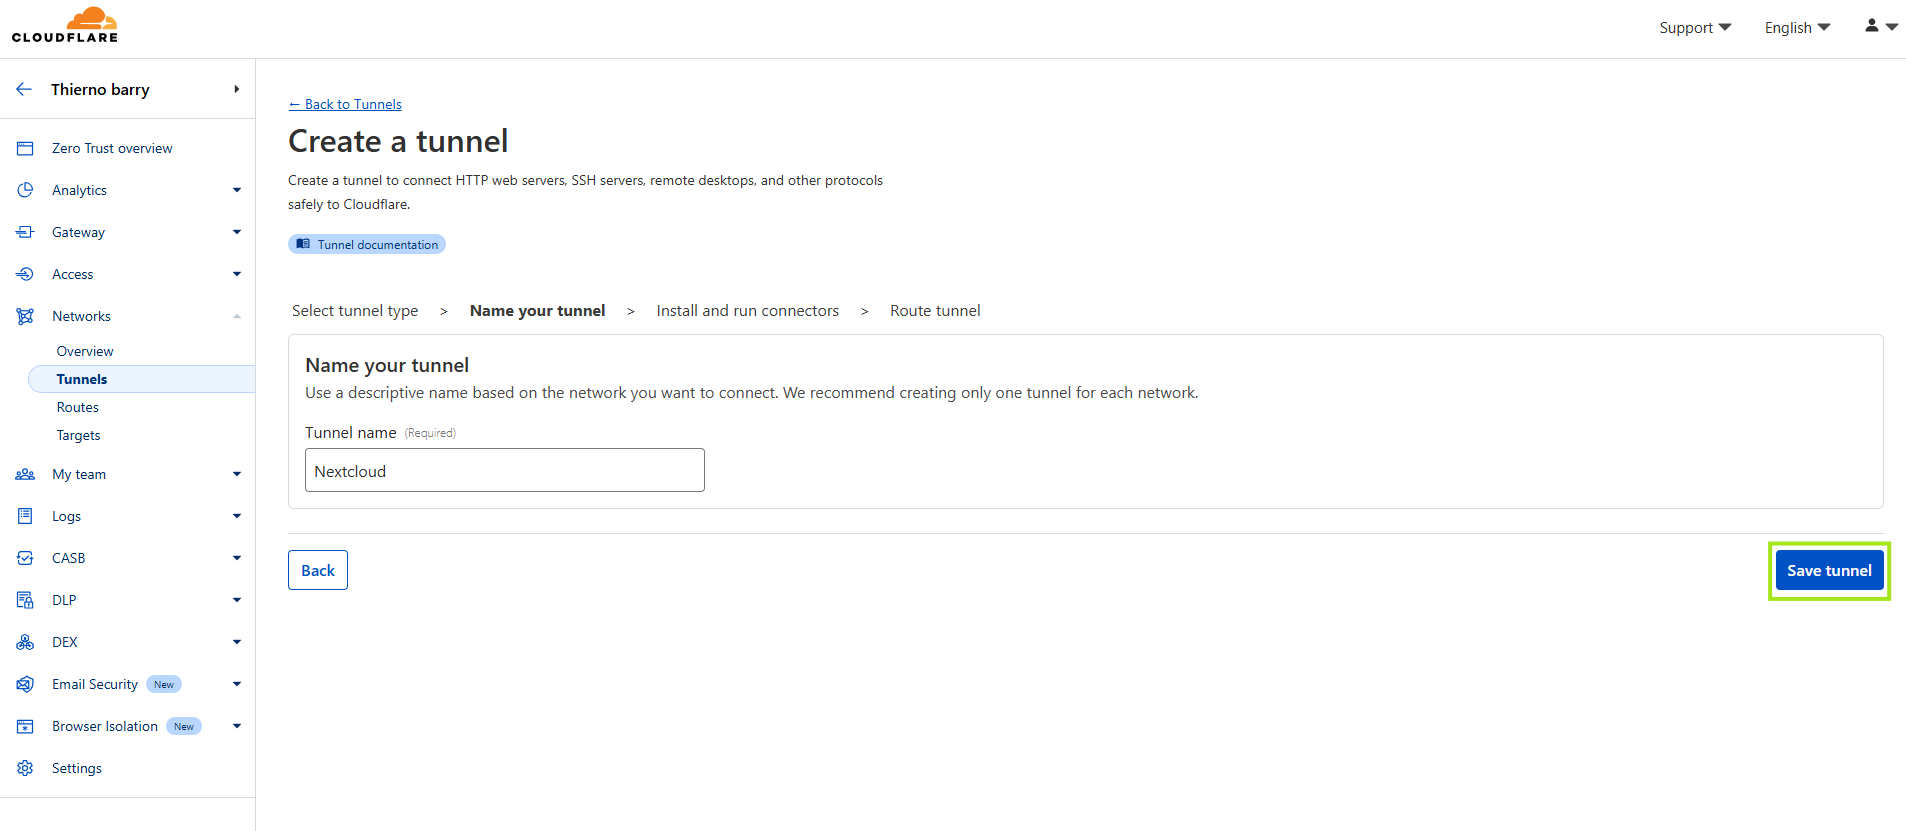 CLOUDFLARE
Support
English
Thierno barry
Zero Trust overview
Analytics
Gateway
Access
Networks
Overview
Tunnels
Routes
Targets
My team
Logs
CASB
DLP
DEX
Email Security New
Browser Isolation New
Settings
← Back to Tunnels
Create a tunnel
Create a tunnel to connect HTTP web servers, SSH servers, remote desktops, and other protocols
safely to Cloudflare.
Tunnel documentation
Select tunnel type > Name your tunnel > Install and run connectors > Route tunnel
Name your tunnel
Use a descriptive name based on the network you want to connect. We recommend creating only one tunnel for each network.
Tunnel name (Required)
Nextcloud
Back
Save tunnel